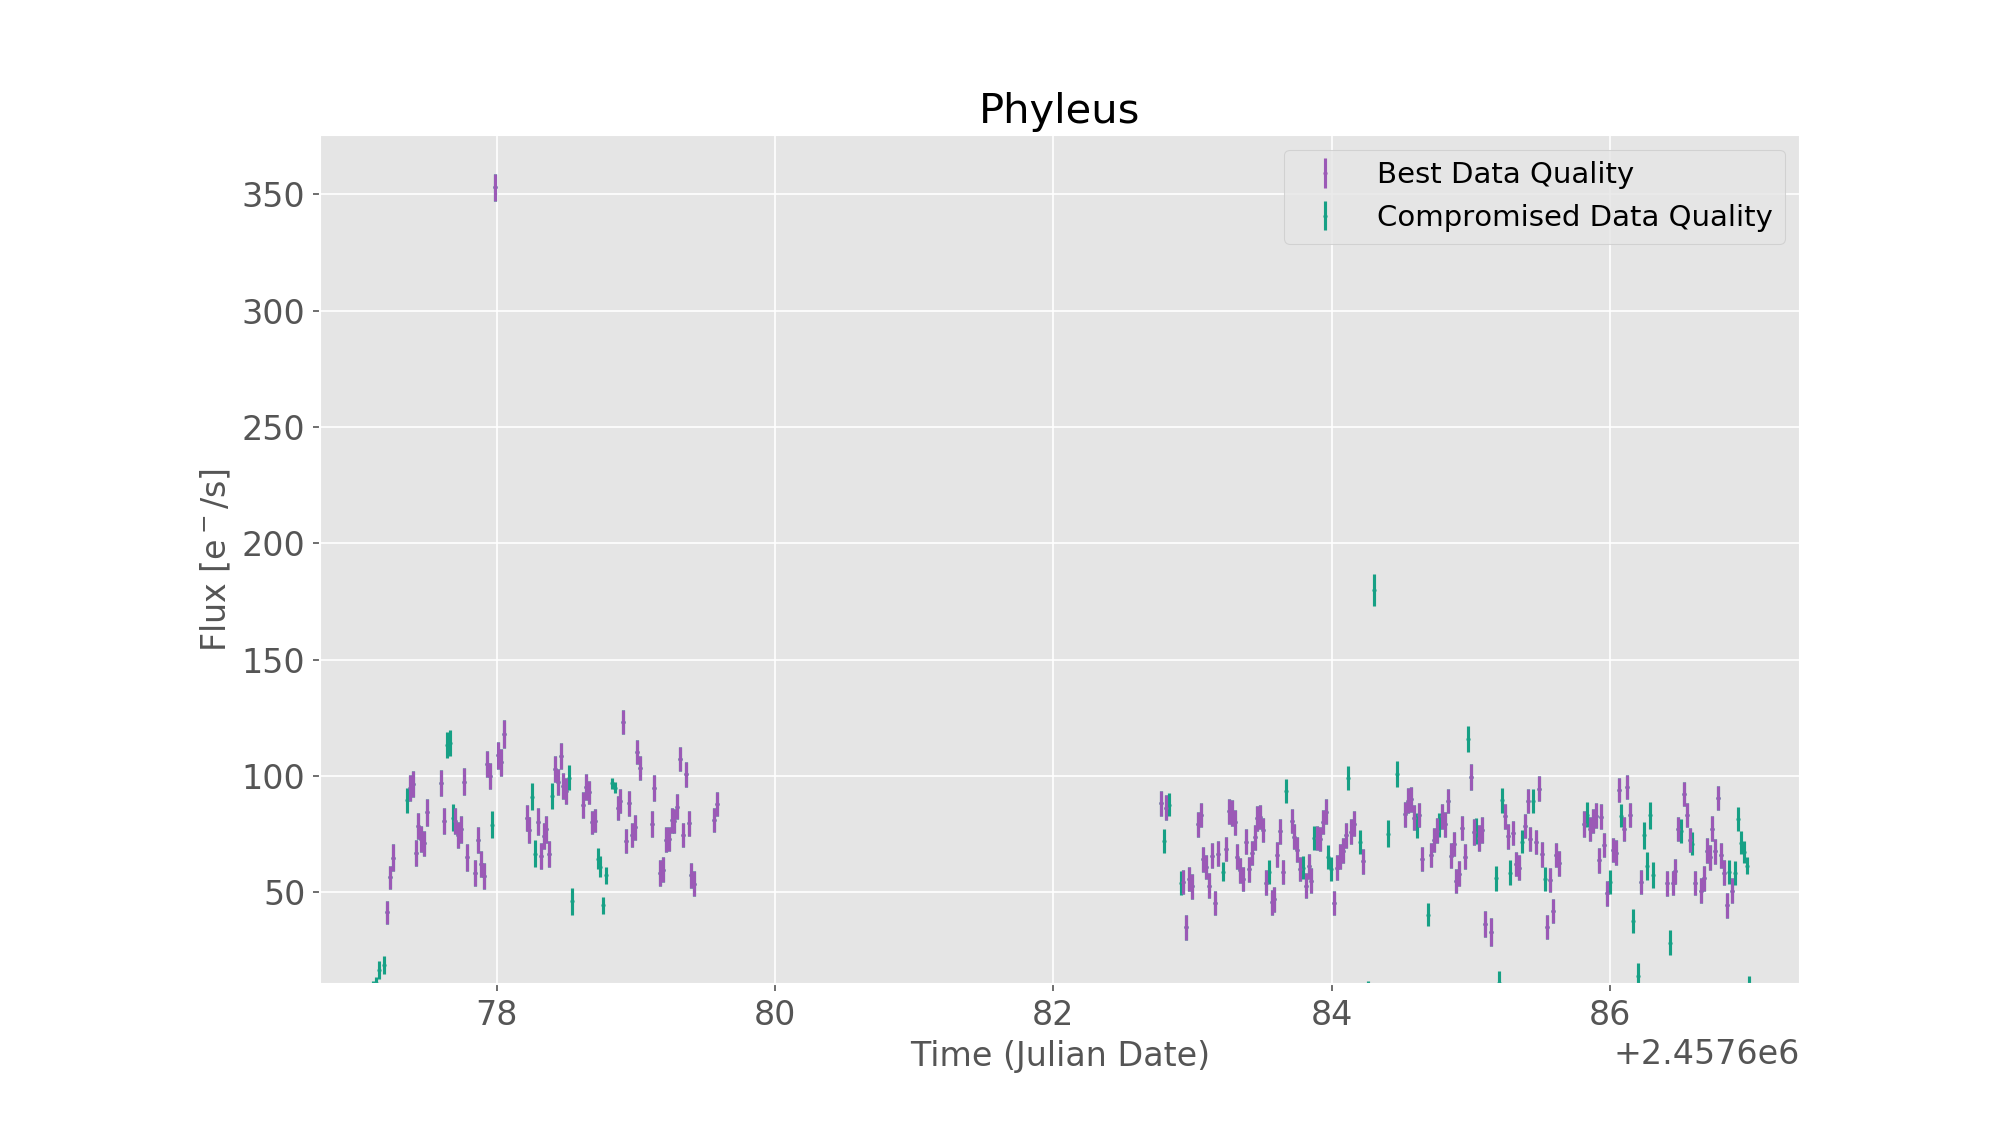 Phyleus
Best Data Quality
Compromised Data Quality
350
300
250
200
150
100
50
Flux [e⁻/s]
78 80 82 84 86
Time (Julian Date)
+2.4576e6